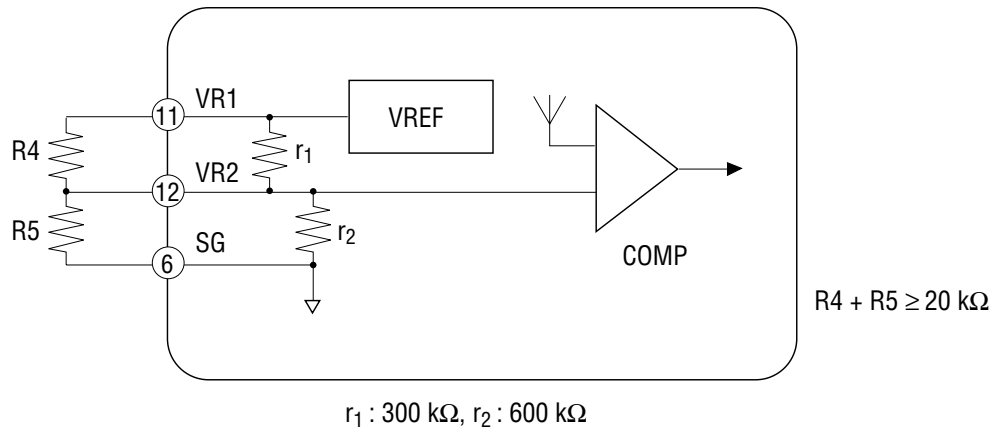 11 VR1
VREF
R4
r1
VR2
12
R5
r2
SG
6
COMP
R4 + R5 ≥ 20 kΩ
r1 : 300 kΩ, r2 : 600 kΩ